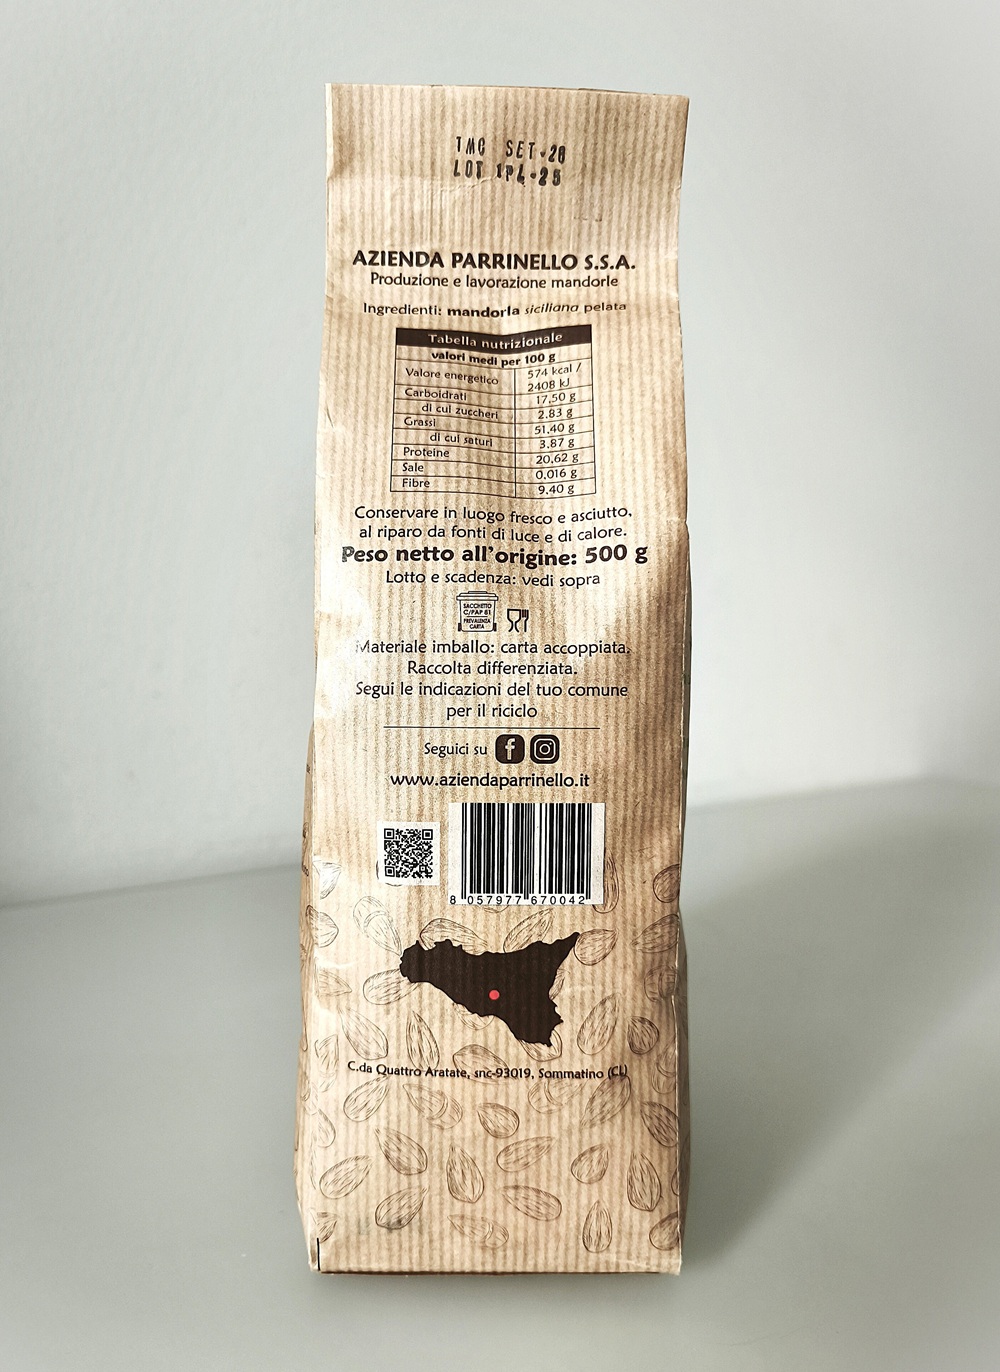 TMC SET-26
LOT 1PL-25
AZIENDA PARRINELLO S.S.A.
Produzione e lavorazione mandorle
Ingredienti: mandorla siciliana pelata
Tabella nutrizionale
valori medi per 100 g
Valore energetico 574 kcal /
2408 kJ
Carboidrati 17,50 g
di cui zuccheri 2.83 g
Grassi 51,40 g
di cui saturi 3.87 g
Proteine 20,62 g
Sale 0,016 g
Fibre 9,40 g
Conservare in luogo fresco e asciutto,
al riparo da fonti di luce e di calore.
Peso netto all'origine: 500 g
Lotto e scadenza: vedi sopra
SACCHETTO
C/PAP 81
PREVALENZA
CARTA
Materiale imballo: carta accoppiata.
Raccolta differenziata.
Segui le indicazioni del tuo comune
per il riciclo
Seguici su
www.aziendaparrinello.it
8 057977 670042
C.da Quattro Aratate, snc-93019, Sommatino (CL)